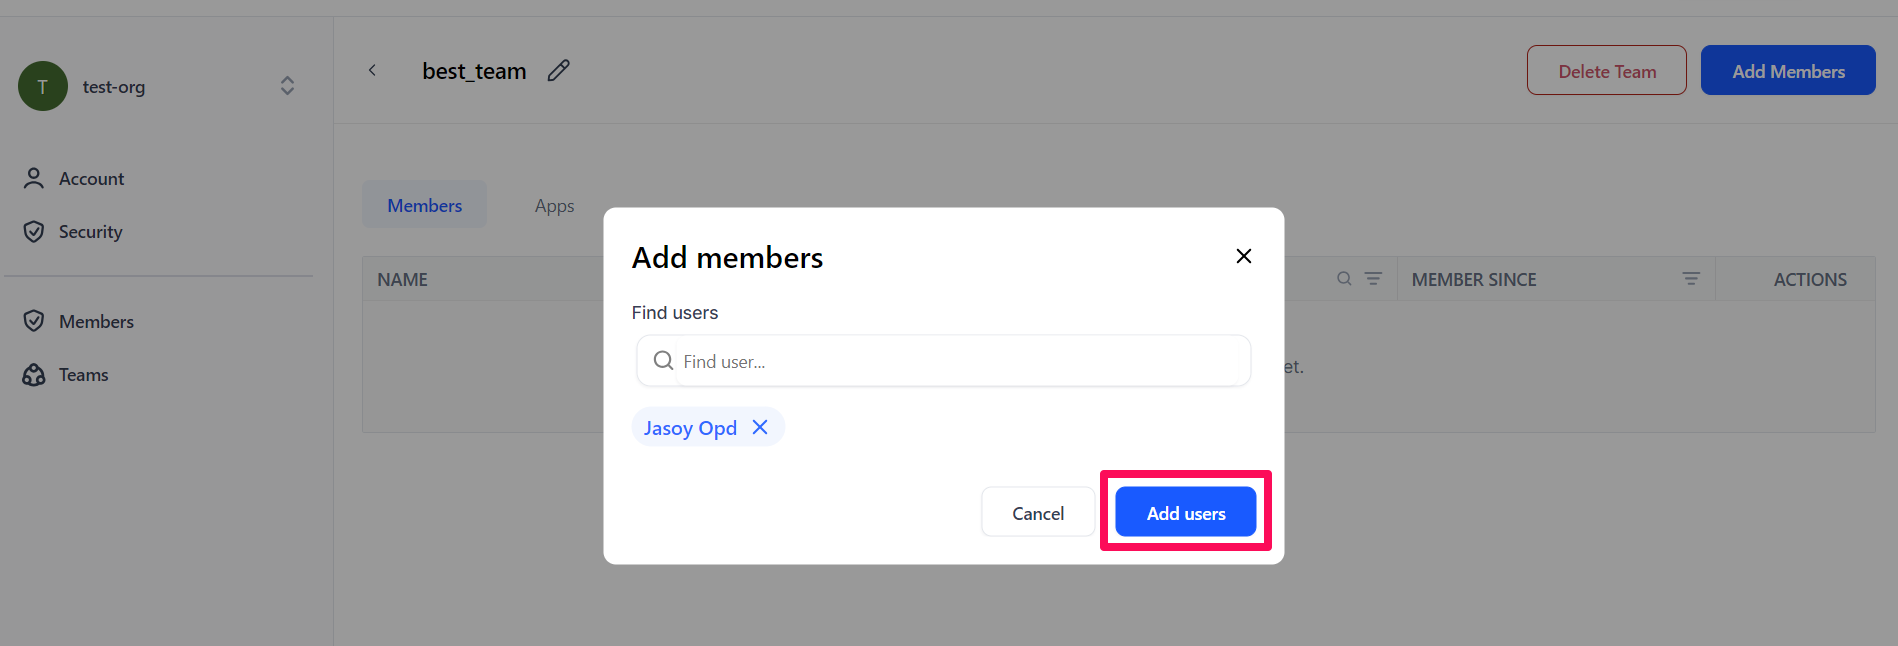 T
test-org
best_team
Delete Team
Add Members
Account
Security
Members
Teams
Members
Apps
NAME
MEMBER SINCE
ACTIONS
Add members
Find users
Find user...
Jasoy Opd
Cancel
Add users